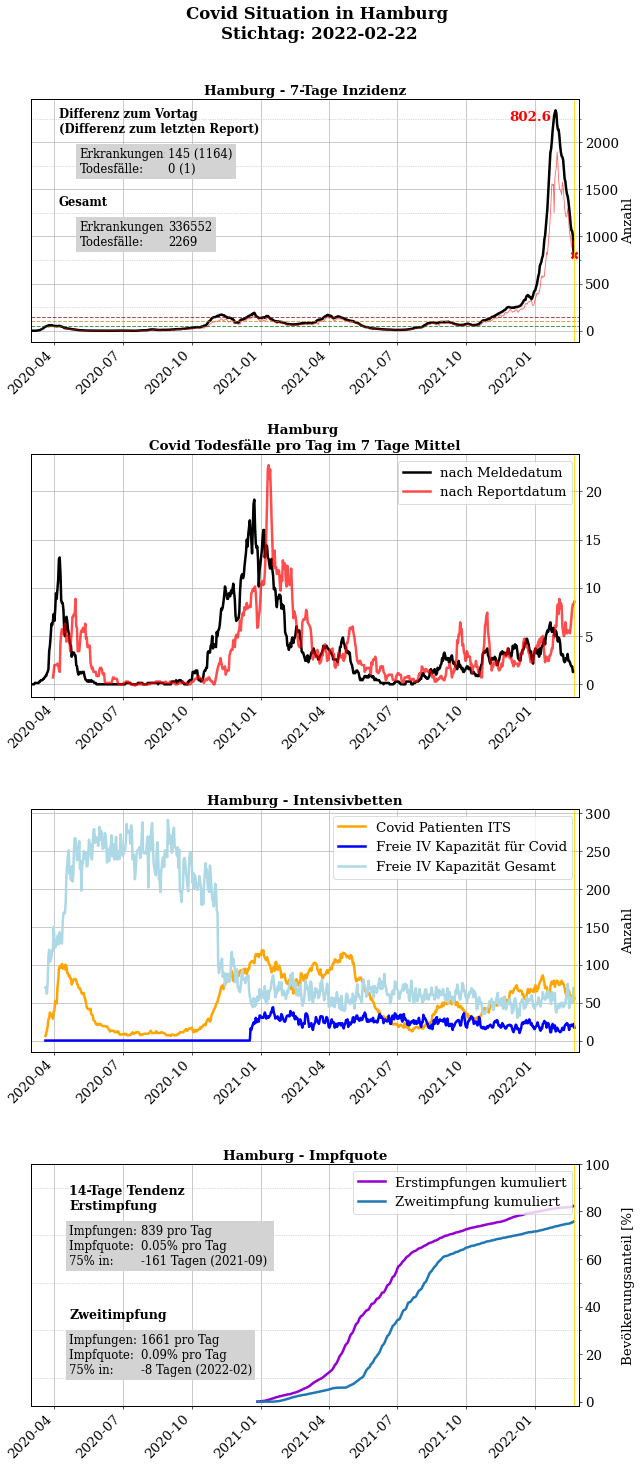 Covid Situation in Hamburg
Stichtag: 2022-02-22
Hamburg - 7-Tage Inzidenz
Differenz zum Vortag
(Differenz zum letzten Report)
Erkrankungen 145 (1164)
Todesfälle: 0 (1)
Gesamt
Erkrankungen 336552
Todesfälle: 2269
802.6
2000
1500
1000
500
0
Anzahl
2020-04
2020-07
2020-10
2021-01
2021-04
2021-07
2021-10
2022-01
Hamburg
Covid Todesfälle pro Tag im 7 Tage Mittel
nach Meldedatum
nach Reportdatum
20
15
10
5
0
2020-04
2020-07
2020-10
2021-01
2021-04
2021-07
2021-10
2022-01
Hamburg - Intensivbetten
Covid Patienten ITS
Freie IV Kapazität für Covid
Freie IV Kapazität Gesamt
300
250
200
150
100
50
0
Anzahl
2020-04
2020-07
2020-10
2021-01
2021-04
2021-07
2021-10
2022-01
Hamburg - Impfquote
14-Tage Tendenz
Erstimpfung
Impfungen: 839 pro Tag
Impfquote: 0.05% pro Tag
75% in: -161 Tagen (2021-09)
Zweitimpfung
Impfungen: 1661 pro Tag
Impfquote: 0.09% pro Tag
75% in: -8 Tagen (2022-02)
Erstimpfungen kumuliert
Zweitimpfung kumuliert
100
80
60
40
20
0
Bevölkerungsanteil [%]
2020-04
2020-07
2020-10
2021-01
2021-04
2021-07
2021-10
2022-01